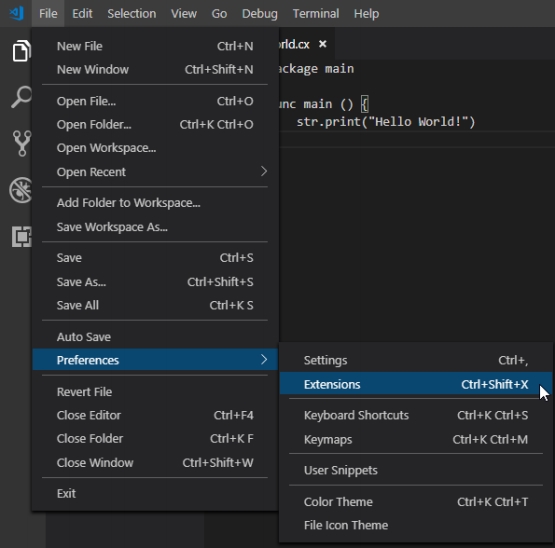 File Edit Selection View Go Debug Terminal Help
New File Ctrl+N
New Window Ctrl+Shift+N
Open File... Ctrl+O
Open Folder... Ctrl+K Ctrl+O
Open Workspace...
Open Recent
Add Folder to Workspace...
Save Workspace As...
Save Ctrl+S
Save As... Ctrl+Shift+S
Save All Ctrl+K S
Auto Save
Preferences
Revert File
Close Editor Ctrl+F4
Close Folder Ctrl+K F
Close Window Ctrl+Shift+W
Exit
rld.cx ×
ackage main
unc main () {
str.print("Hello World!")
Settings Ctrl+,
Extensions Ctrl+Shift+X
Keyboard Shortcuts Ctrl+K Ctrl+S
Keymaps Ctrl+K Ctrl+M
User Snippets
Color Theme Ctrl+K Ctrl+T
File Icon Theme